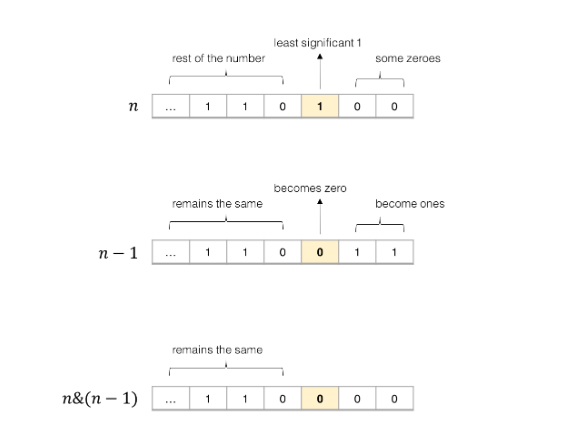 least significant 1
rest of the number some zeroes
n ... 1 1 0 1 0 0
becomes zero
remains the same become ones
n − 1 ... 1 1 0 0 1 1
remains the same
n&(n − 1) ... 1 1 0 0 0 0